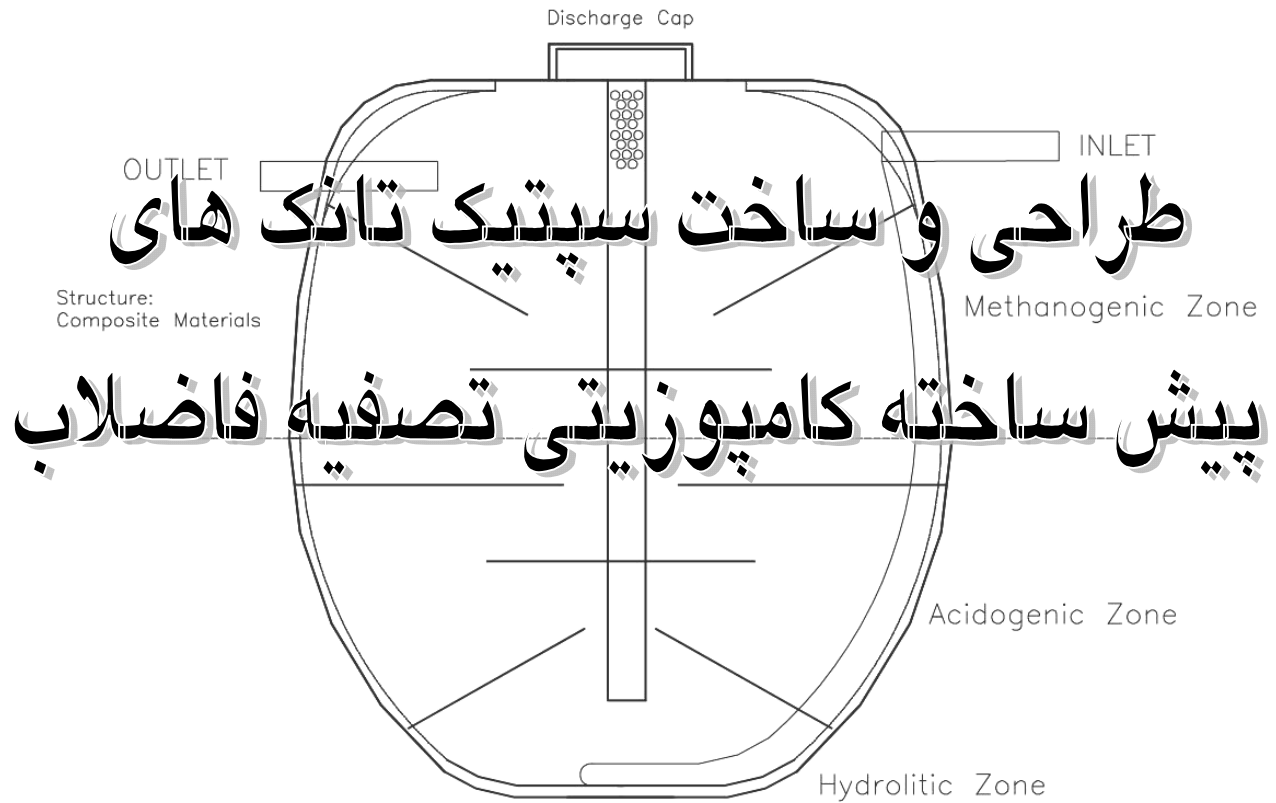 Discharge Cap
INLET
OUTLET
طراحی و ساخت سپتیک تانک های
Structure:
Composite Materials
Methanogenic Zone
پیش ساخته کامپوزیتی تصفیه فاضلاب
Acidogenic Zone
Hydrolitic Zone